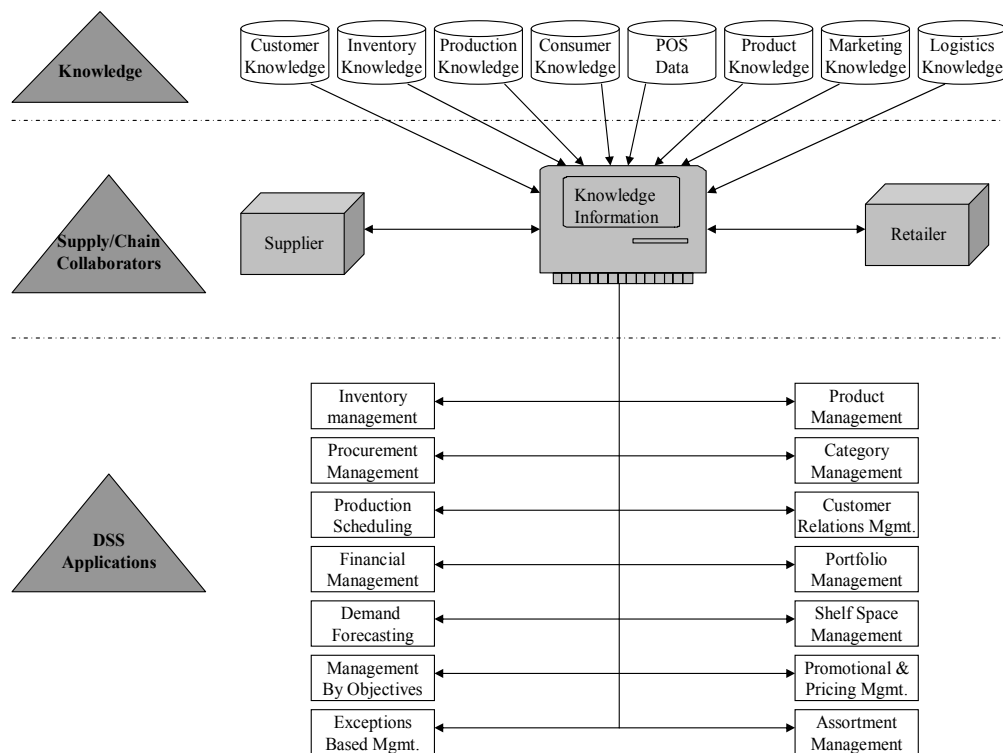 Knowledge
Customer
Knowledge
Inventory
Knowledge
Production
Knowledge
Consumer
Knowledge
POS
Data
Product
Knowledge
Marketing
Knowledge
Logistics
Knowledge
Supply/Chain
Collaborators
Supplier
Knowledge
Information
Retailer
DSS
Applications
Inventory
management
Product
Management
Procurement
Management
Category
Management
Production
Scheduling
Customer
Relations Mgmt.
Financial
Management
Portfolio
Management
Demand
Forecasting
Shelf Space
Management
Management
By Objectives
Promotional &
Pricing Mgmt.
Exceptions
Based Mgmt.
Assortment
Management